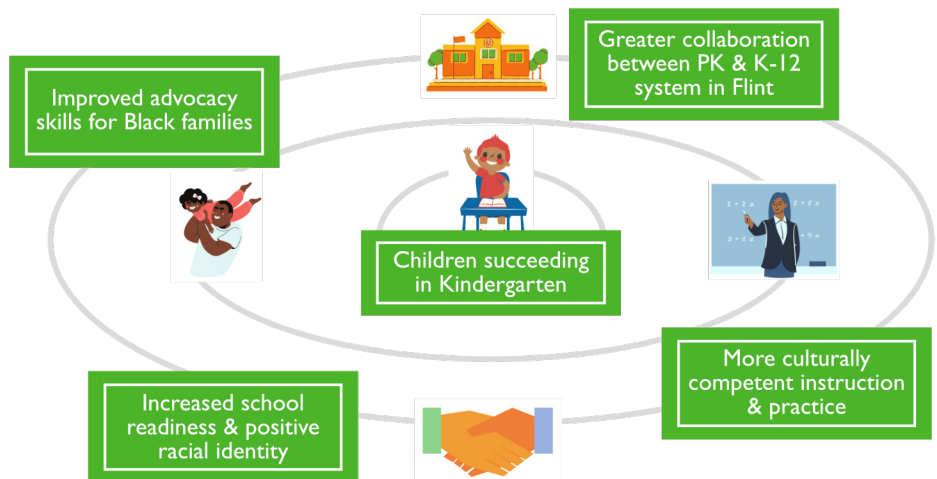 Greater collaboration
between PK & K-12
system in Flint
Improved advocacy
skills for Black families
Children succeeding
in Kindergarten
More culturally
competent instruction
& practice
Increased school
readiness & positive
racial identity